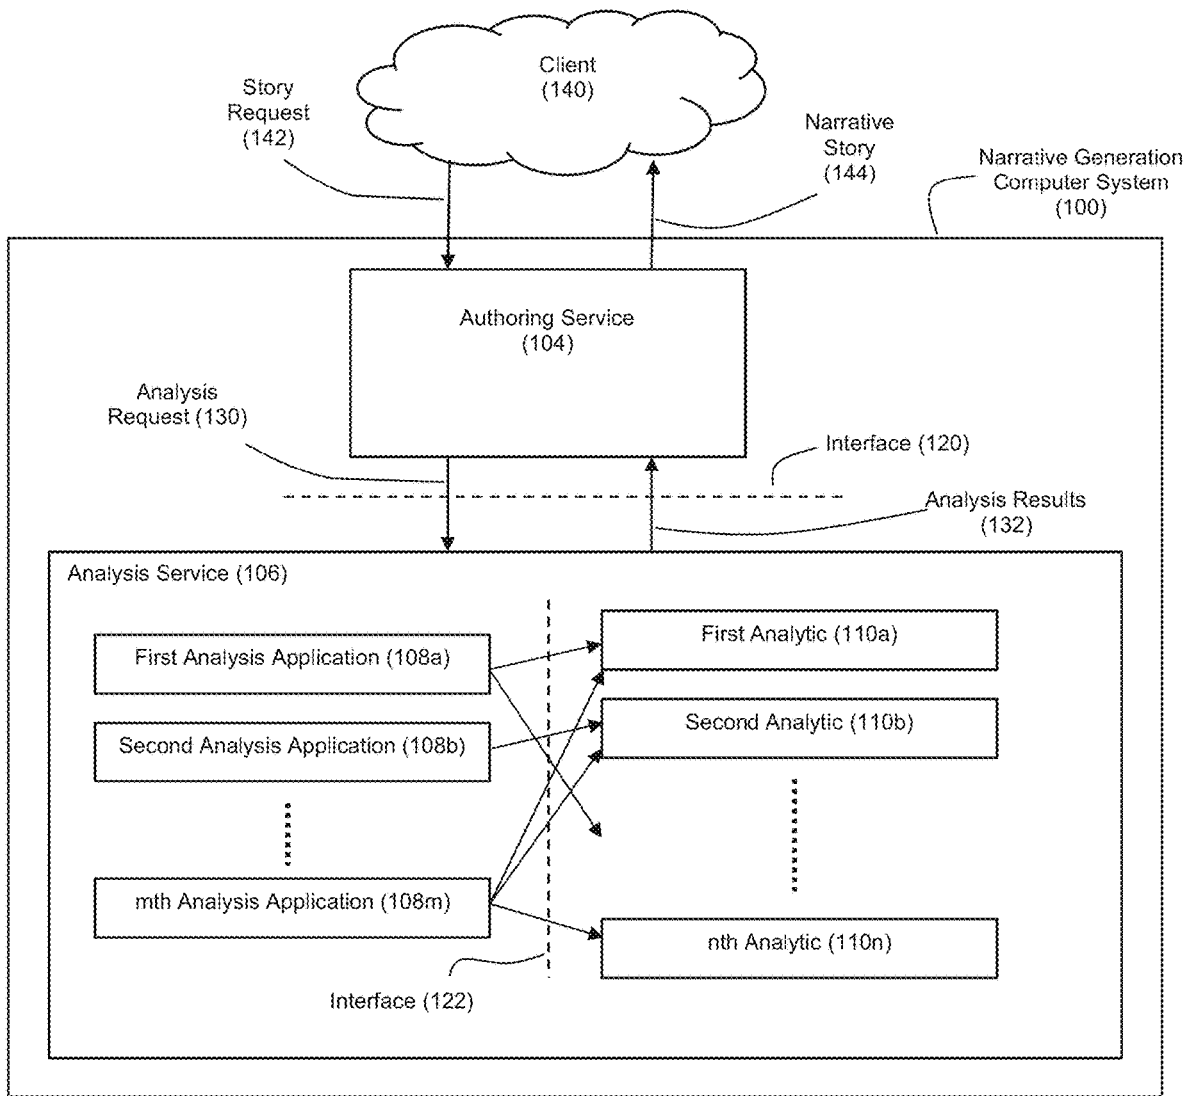 Client
(140)
Story
Request
(142)
Narrative
Story
(144)
Narrative Generation
Computer System
(100)
Authoring Service
(104)
Analysis
Request (130)
Interface (120)
Analysis Results
(132)
Analysis Service (106)
First Analysis Application (108a)
First Analytic (110a)
Second Analysis Application (108b)
Second Analytic (110b)
mth Analysis Application (108m)
nth Analytic (110n)
Interface (122)